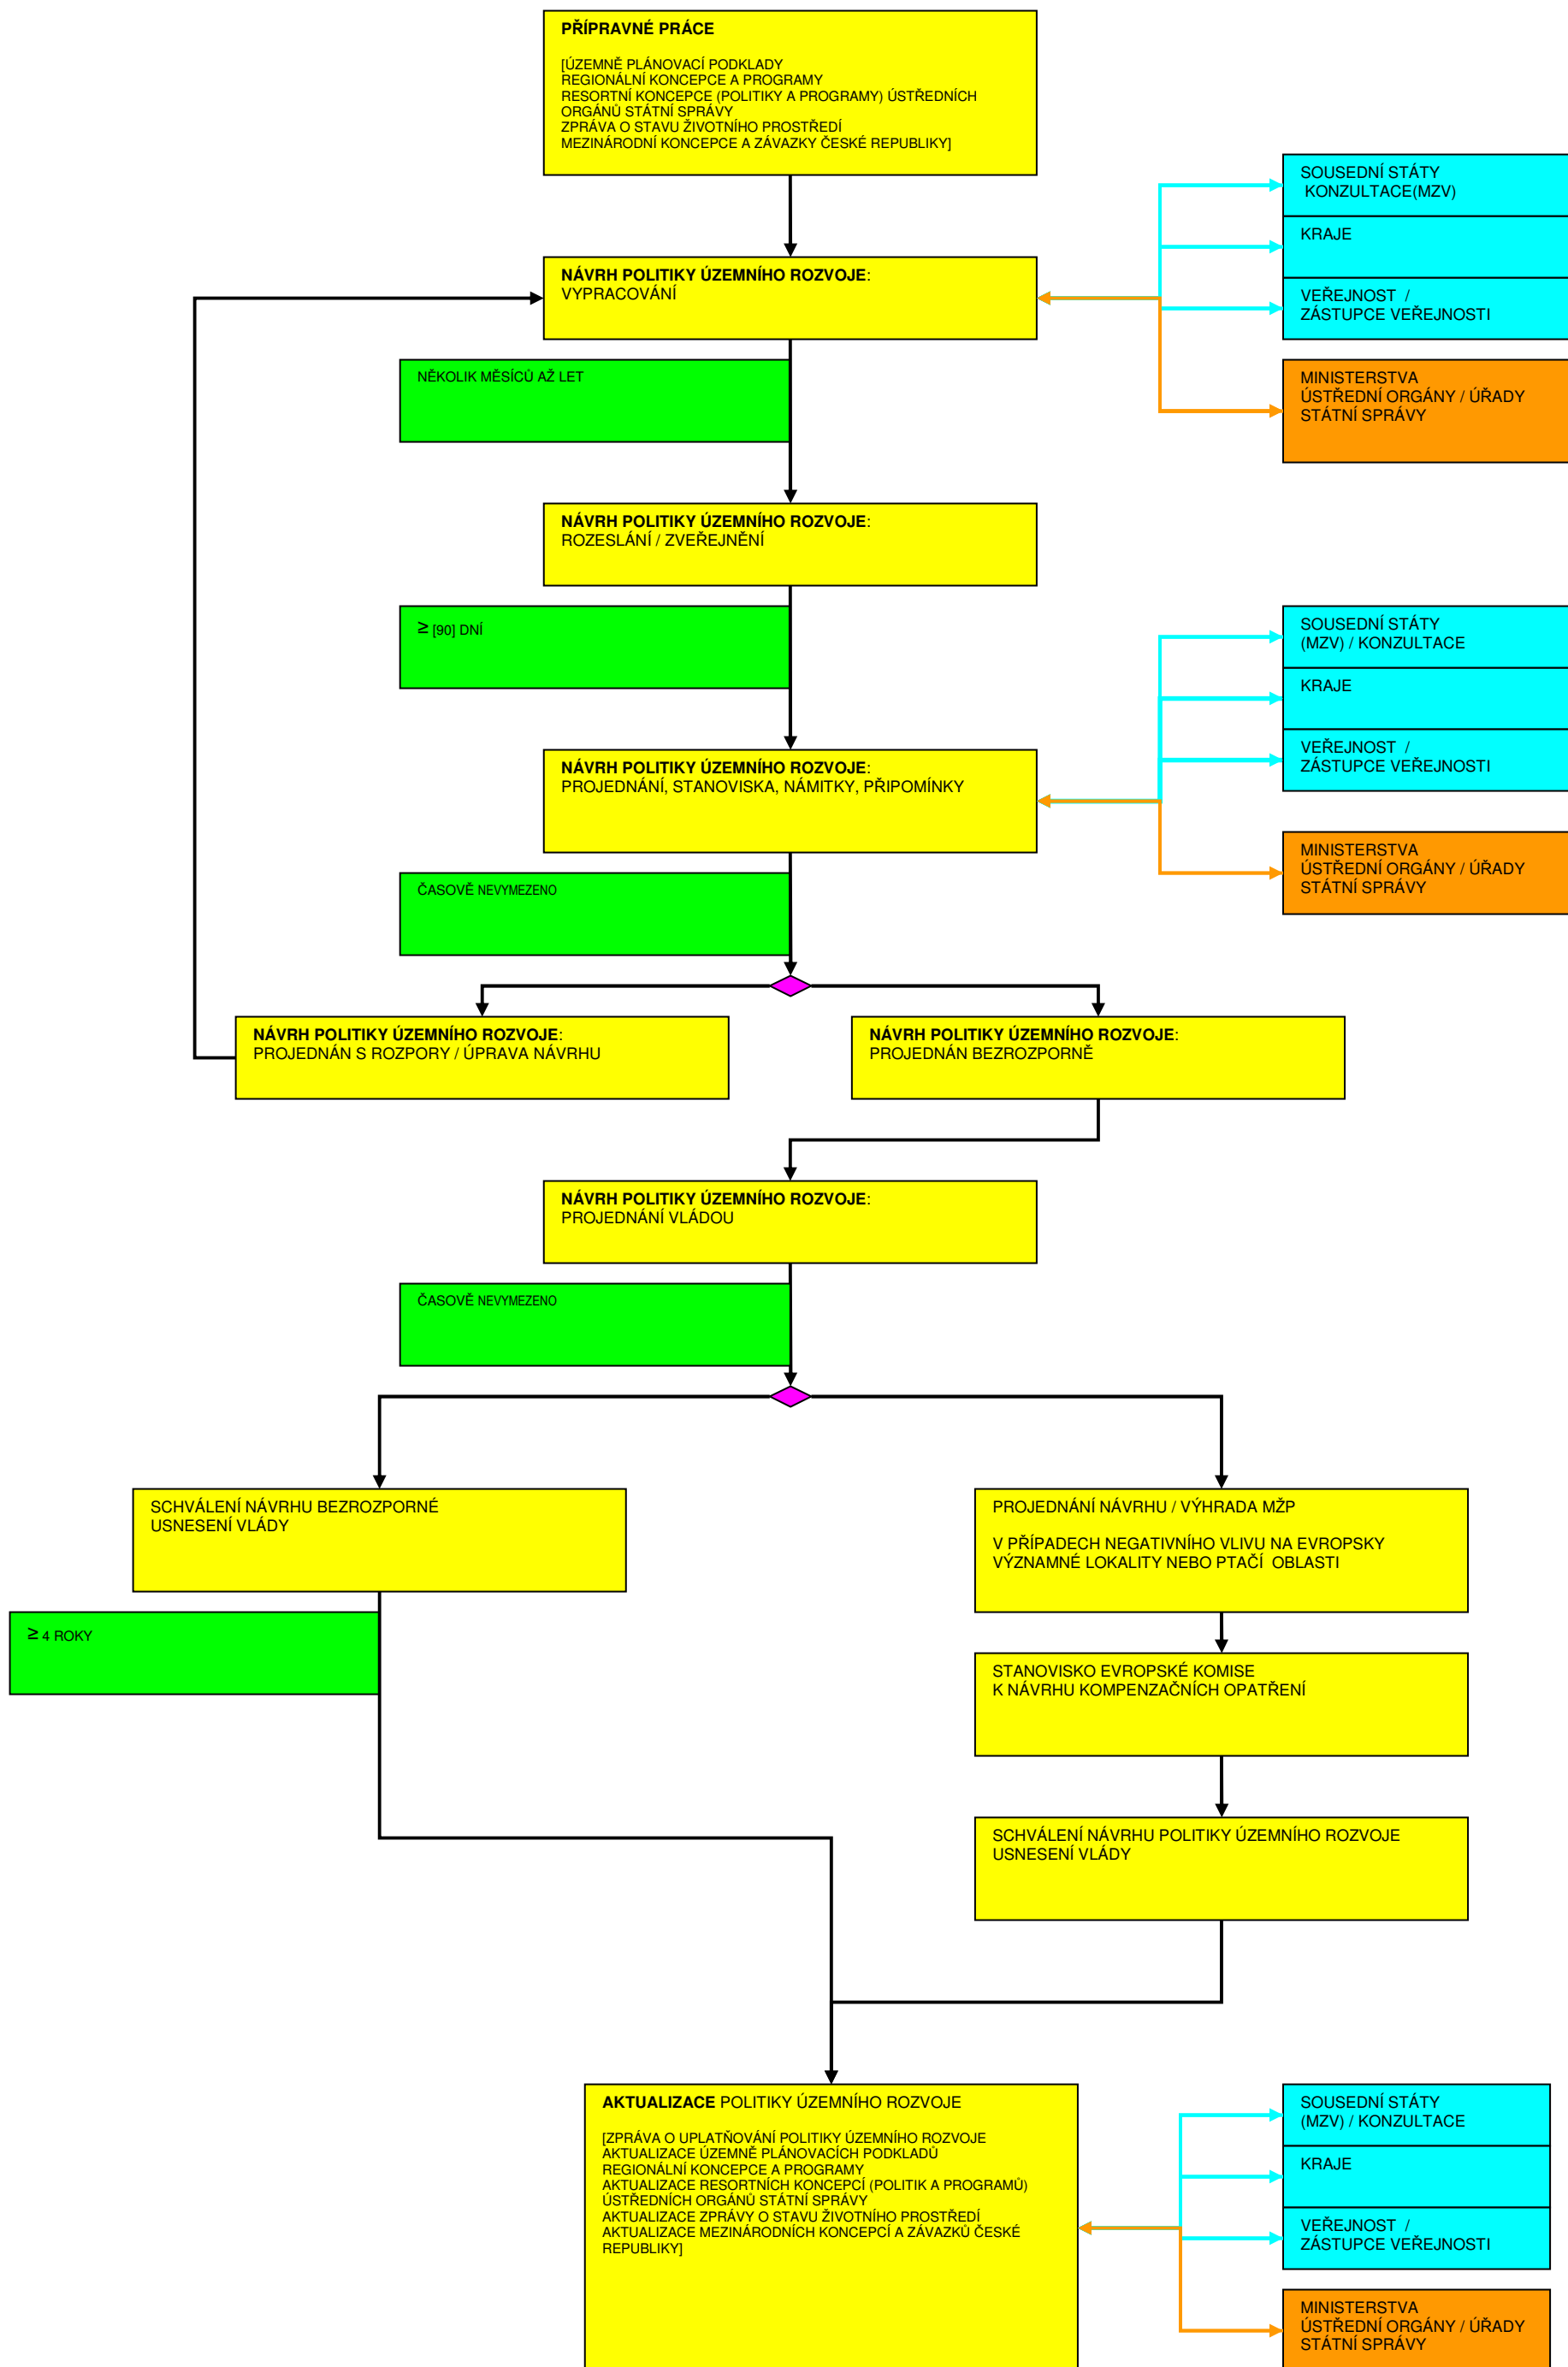 PŘÍPRAVNÉ PRÁCE
[ÚZEMNĚ PLÁNOVACÍ PODKLADY
REGIONÁLNÍ KONCEPCE A PROGRAMY
RESORTNÍ KONCEPCE (POLITIKY A PROGRAMY) ÚSTŘEDNÍCH
ORGÁNŮ STÁTNÍ SPRÁVY
ZPRÁVA O STAVU ŽIVOTNÍHO PROSTŘEDÍ
MEZINÁRODNÍ KONCEPCE A ZÁVAZKY ČESKÉ REPUBLIKY]
SOUSEDNÍ STÁTY
KONZULTACE(MZV)
KRAJE
VEŘEJNOST /
ZÁSTUPCE VEŘEJNOSTI
NÁVRH POLITIKY ÚZEMNÍHO ROZVOJE:
VYPRACOVÁNÍ
MINISTERSTVA
ÚSTŘEDNÍ ORGÁNY / ÚŘADY
STÁTNÍ SPRÁVY
NĚKOLIK MĚSÍCŮ AŽ LET
NÁVRH POLITIKY ÚZEMNÍHO ROZVOJE:
ROZESLÁNÍ / ZVEŘEJNĚNÍ
≥ [90] DNÍ
SOUSEDNÍ STÁTY
(MZV) / KONZULTACE
KRAJE
VEŘEJNOST /
ZÁSTUPCE VEŘEJNOSTI
NÁVRH POLITIKY ÚZEMNÍHO ROZVOJE:
PROJEDNÁNÍ, STANOVISKA, NÁMITKY, PŘIPOMÍNKY
MINISTERSTVA
ÚSTŘEDNÍ ORGÁNY / ÚŘADY
STÁTNÍ SPRÁVY
ČASOVĚ NEVYMEZENO
NÁVRH POLITIKY ÚZEMNÍHO ROZVOJE:
PROJEDNÁN S ROZPORY / ÚPRAVA NÁVRHU
NÁVRH POLITIKY ÚZEMNÍHO ROZVOJE:
PROJEDNÁN BEZROZPORNĚ
NÁVRH POLITIKY ÚZEMNÍHO ROZVOJE:
PROJEDNÁNÍ VLÁDOU
ČASOVĚ NEVYMEZENO
SCHVÁLENÍ NÁVRHU BEZROZPORNÉ
USNESENÍ VLÁDY
PROJEDNÁNÍ NÁVRHU / VÝHRADA MŽP
V PŘÍPADECH NEGATIVNÍHO VLIVU NA EVROPSKY
VÝZNAMNÉ LOKALITY NEBO PTAČÍ OBLASTI
≥ 4 ROKY
STANOVISKO EVROPSKÉ KOMISE
K NÁVRHU KOMPENZAČNÍCH OPATŘENÍ
SCHVÁLENÍ NÁVRHU POLITIKY ÚZEMNÍHO ROZVOJE
USNESENÍ VLÁDY
AKTUALIZACE POLITIKY ÚZEMNÍHO ROZVOJE
[ZPRÁVA O UPLATŇOVÁNÍ POLITIKY ÚZEMNÍHO ROZVOJE
AKTUALIZACE ÚZEMNĚ PLÁNOVACÍCH PODKLADŮ
REGIONÁLNÍ KONCEPCE A PROGRAMY
AKTUALIZACE RESORTNÍCH KONCEPCÍ (POLITIK A PROGRAMŮ)
ÚSTŘEDNÍCH ORGÁNŮ STÁTNÍ SPRÁVY
AKTUALIZACE ZPRÁVY O STAVU ŽIVOTNÍHO PROSTŘEDÍ
AKTUALIZACE MEZINÁRODNÍCH KONCEPCÍ A ZÁVAZKŮ ČESKÉ
REPUBLIKY]
SOUSEDNÍ STÁTY
(MZV) / KONZULTACE
KRAJE
VEŘEJNOST /
ZÁSTUPCE VEŘEJNOSTI
MINISTERSTVA
ÚSTŘEDNÍ ORGÁNY / ÚŘADY
STÁTNÍ SPRÁVY